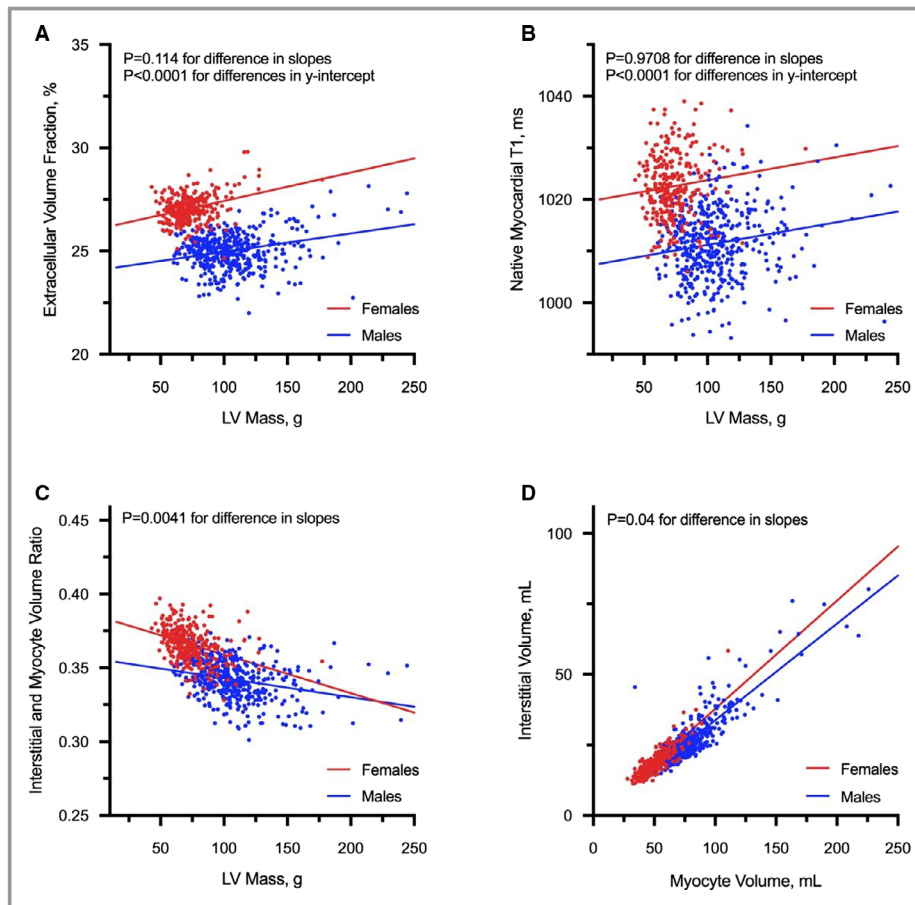 A
P=0.114 for difference in slopes
P<0.0001 for differences in y-intercept
Extracellular Volume Fraction, %
35
30
25
20
50
100
150
200
250
LV Mass, g
Females
Males
B
P=0.9708 for difference in slopes
P<0.0001 for differences in y-intercept
Native Myocardial T1, ms
1040
1020
1000
50
100
150
200
250
LV Mass, g
Females
Males
C
P=0.0041 for difference in slopes
Interstitial and Myocyte Volume Ratio
0.45
0.40
0.35
0.30
0.25
50
100
150
200
250
LV Mass, g
Females
Males
D
P=0.04 for difference in slopes
Interstitial Volume, mL
100
50
0
0
50
100
150
200
250
Myocyte Volume, mL
Females
Males